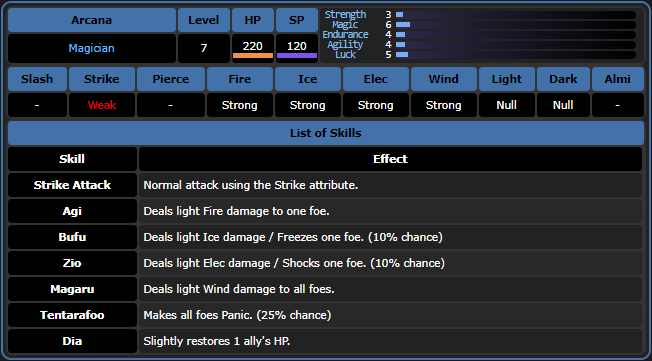 Arcana Level HP SP
Magician 7 220 120
Strength 3
Magic 6
Endurance 4
Agility 4
Luck 5
Slash Strike Pierce Fire Ice Elec Wind Light Dark Almi
- Weak - Strong Strong Strong Strong Null Null -
List of Skills
Skill Effect
Strike Attack Normal attack using the Strike attribute.
Agi Deals light Fire damage to one foe.
Bufu Deals light Ice damage / Freezes one foe. (10% chance)
Zio Deals light Elec damage / Shocks one foe. (10% chance)
Magaru Deals light Wind damage to all foes.
Tentarafoo Makes all foes Panic. (25% chance)
Dia Slightly restores 1 ally's HP.